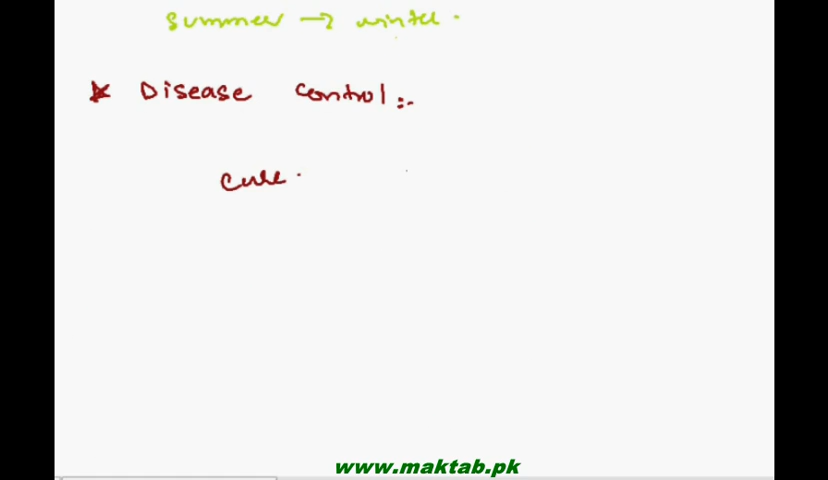 summer → winter.
* Disease control :-
cure.
www.maktab.pk